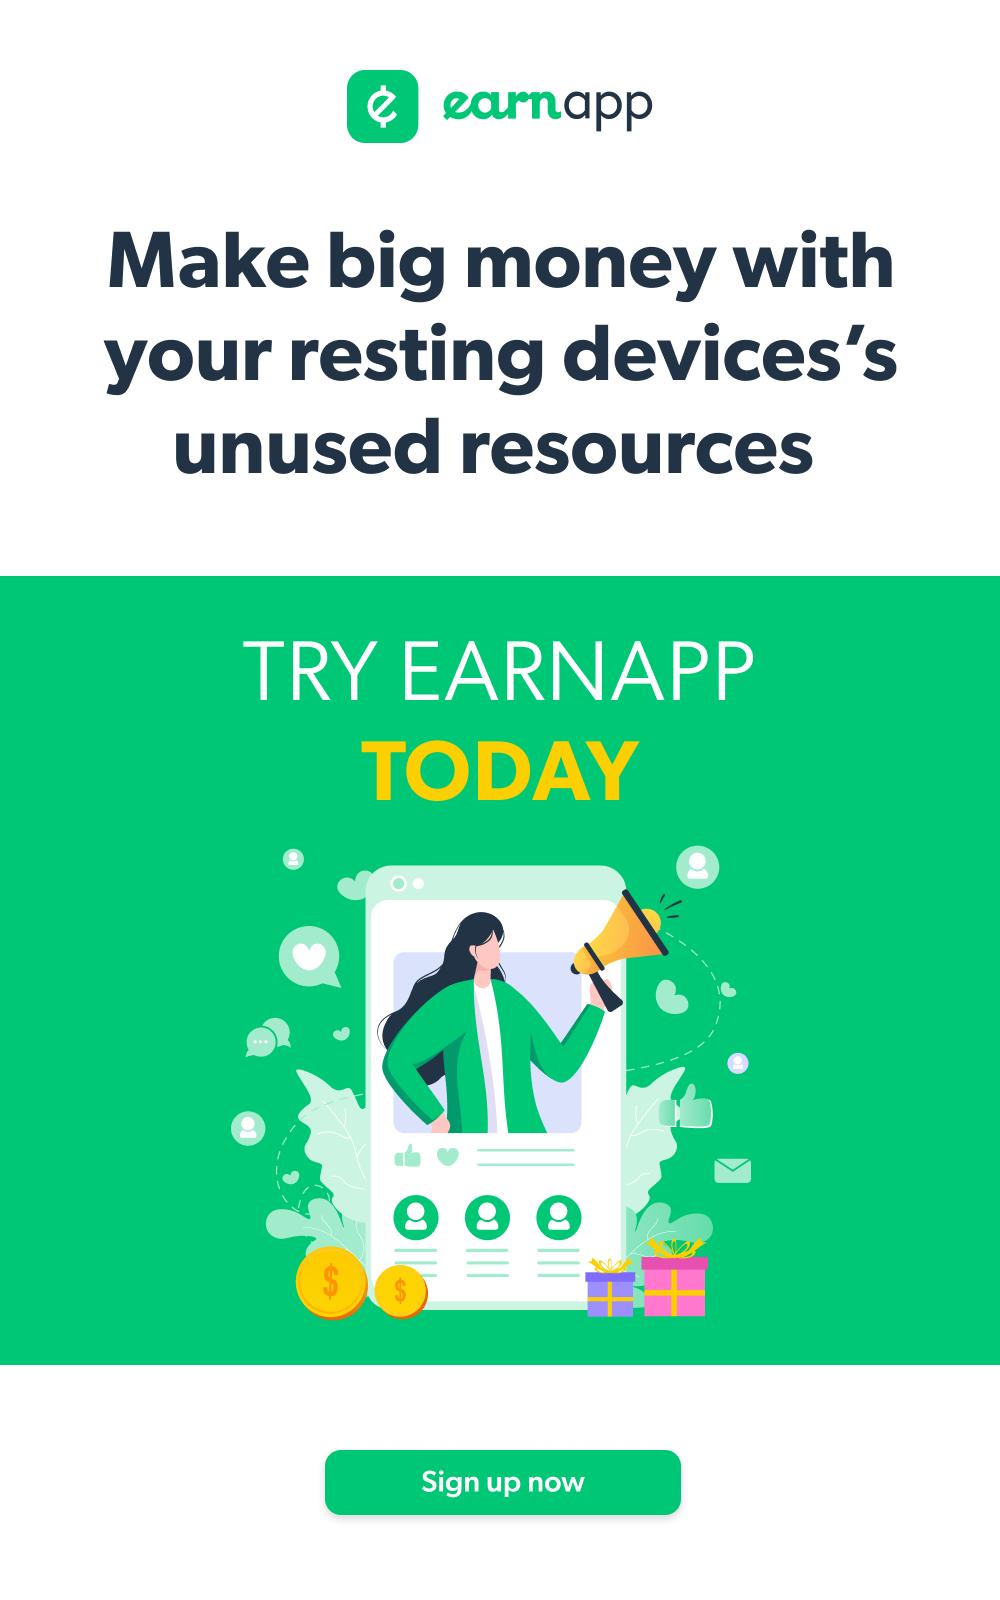 earnapp
Make big money with
your resting devices’s
unused resources
TRY EARNAPP
TODAY
$ $
Sign up now